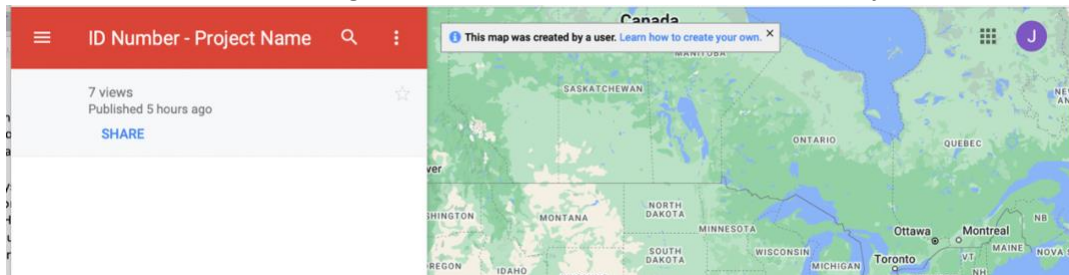 ID Number - Project Name
7 views
Published 5 hours ago
SHARE
This map was created by a user. Learn how to create your own.
Canada
MANITOBA
SASKATCHEWAN
ONTARIO
QUEBEC
MONTANA
NORTH
DAKOTA
MINNESOTA
SOUTH
DAKOTA
WISCONSIN
MICHIGAN
IDAHO
Ottawa
Montreal
Toronto
VT
NH
MAINE
NB
J